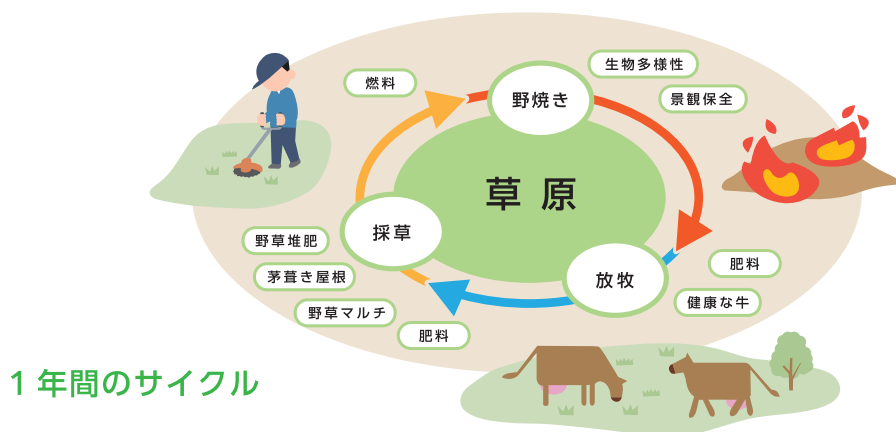 燃料
野焼き
生物多様性
景観保全
草原
採草
野草堆肥
茅葺き屋根
野草マルチ
肥料
放牧
肥料
健康な牛
1年間のサイクル